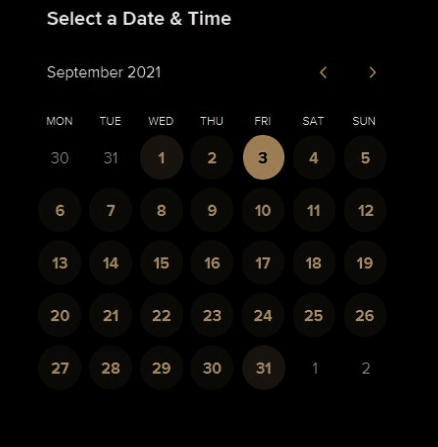 Select a Date & Time
September 2021
MON TUE WED THU FRI SAT SUN
30 31 1 2 3 4 5
6 7 8 9 10 11 12
13 14 15 16 17 18 19
20 21 22 23 24 25 26
27 28 29 30 31 1 2